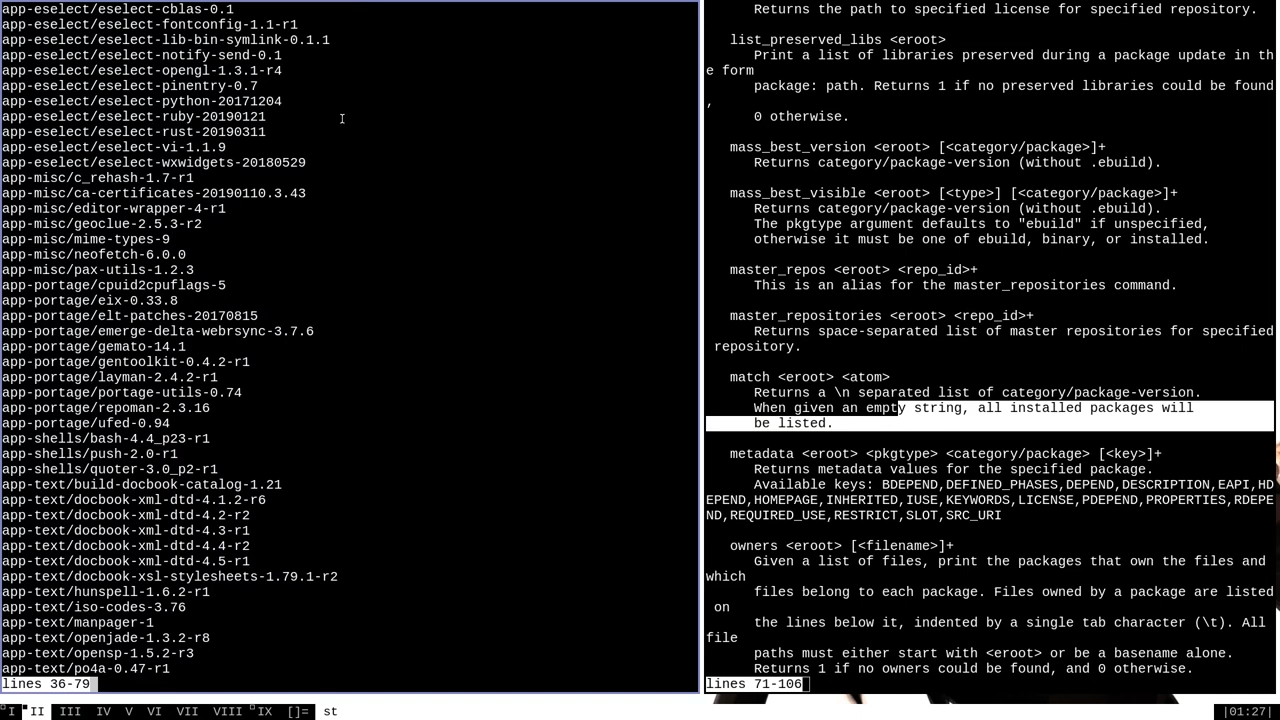 app-eselect/eselect-cblas-0.1
app-eselect/eselect-fontconfig-1.1-r1
app-eselect/eselect-lib-bin-symlink-0.1.1
app-eselect/eselect-notify-send-0.1
app-eselect/eselect-opengl-1.3.1-r4
app-eselect/eselect-pinentry-0.7
app-eselect/eselect-python-20171204
app-eselect/eselect-ruby-20190121
app-eselect/eselect-rust-20190311
app-eselect/eselect-vi-1.1.9
app-eselect/eselect-wxwidgets-20180529
app-misc/c_rehash-1.7-r1
app-misc/ca-certificates-20190110.3.43
app-misc/editor-wrapper-4-r1
app-misc/geoclue-2.5.3-r2
app-misc/mime-types-9
app-misc/neofetch-6.0.0
app-misc/pax-utils-1.2.3
app-portage/cpuid2cpuflags-5
app-portage/eix-0.33.8
app-portage/elt-patches-20170815
app-portage/emerge-delta-webrsync-3.7.6
app-portage/gemato-14.1
app-portage/gentoolkit-0.4.2-r1
app-portage/layman-2.4.2-r1
app-portage/portage-utils-0.74
app-portage/repoman-2.3.16
app-portage/ufed-0.94
app-shells/bash-4.4_p23-r1
app-shells/push-2.0-r1
app-shells/quoter-3.0_p2-r1
app-text/build-docbook-catalog-1.21
app-text/docbook-xml-dtd-4.1.2-r6
app-text/docbook-xml-dtd-4.2-r2
app-text/docbook-xml-dtd-4.3-r1
app-text/docbook-xml-dtd-4.4-r2
app-text/docbook-xml-dtd-4.5-r1
app-text/docbook-xsl-stylesheets-1.79.1-r2
app-text/hunspell-1.6.2-r1
app-text/iso-codes-3.76
app-text/manpager-1
app-text/openjade-1.3.2-r8
app-text/opensp-1.5.2-r3
app-text/po4a-0.47-r1
lines 36-79
Returns the path to specified license for specified repository.
list_preserved_libs <eroot>
Print a list of libraries preserved during a package update in th
e form
package: path. Returns 1 if no preserved libraries could be found
,
0 otherwise.
mass_best_version <eroot> [<category/package>]+
Returns category/package-version (without .ebuild).
mass_best_visible <eroot> [<type>] [<category/package>]+
Returns category/package-version (without .ebuild).
The pkgtype argument defaults to "ebuild" if unspecified,
otherwise it must be one of ebuild, binary, or installed.
master_repos <eroot> <repo_id>+
This is an alias for the master_repositories command.
master_repositories <eroot> <repo_id>+
Returns space-separated list of master repositories for specified
repository.
match <eroot> <atom>
Returns a \n separated list of category/package-version.
When given an empty string, all installed packages will
be listed.
metadata <eroot> <pkgtype> <category/package> [<key>]+
Returns metadata values for the specified package.
Available keys: BDEPEND,DEFINED_PHASES,DEPEND,DESCRIPTION,EAPI,HD
EPEND,HOMEPAGE,INHERITED,IUSE,KEYWORDS,LICENSE,PDEPEND,PROPERTIES,RDEPE
ND,REQUIRED_USE,RESTRICT,SLOT,SRC_URI
owners <eroot> [<filename>]+
Given a list of files, print the packages that own the files and
which
files belong to each package. Files owned by a package are listed
on
the lines below it, indented by a single tab character (\t). All
file
paths must either start with <eroot> or be a basename alone.
Returns 1 if no owners could be found, and 0 otherwise.
lines 71-106
I II III IV V VI VII VIII IX []= st |01:27|